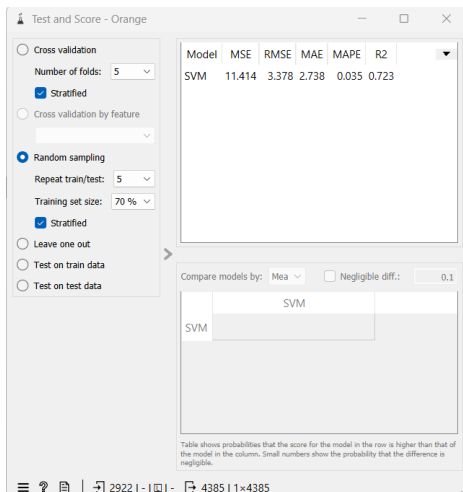 Test and Score - Orange
Cross validation
Number of folds: 5
Stratified
Cross validation by feature
Random sampling
Repeat train/test: 5
Training set size: 70 %
Stratified
Leave one out
Test on train data
Test on test data
Model MSE RMSE MAE MAPE R2
SVM 11.414 3.378 2.738 0.035 0.723
Compare models by: Mea Negligible diff.: 0.1
SVM
SVM
Table shows probabilities that the score for the model in the row is higher than that of
the model in the column. Small numbers show the probability that the difference is
negligible.
2922 | - | - 4385 | 1×4385